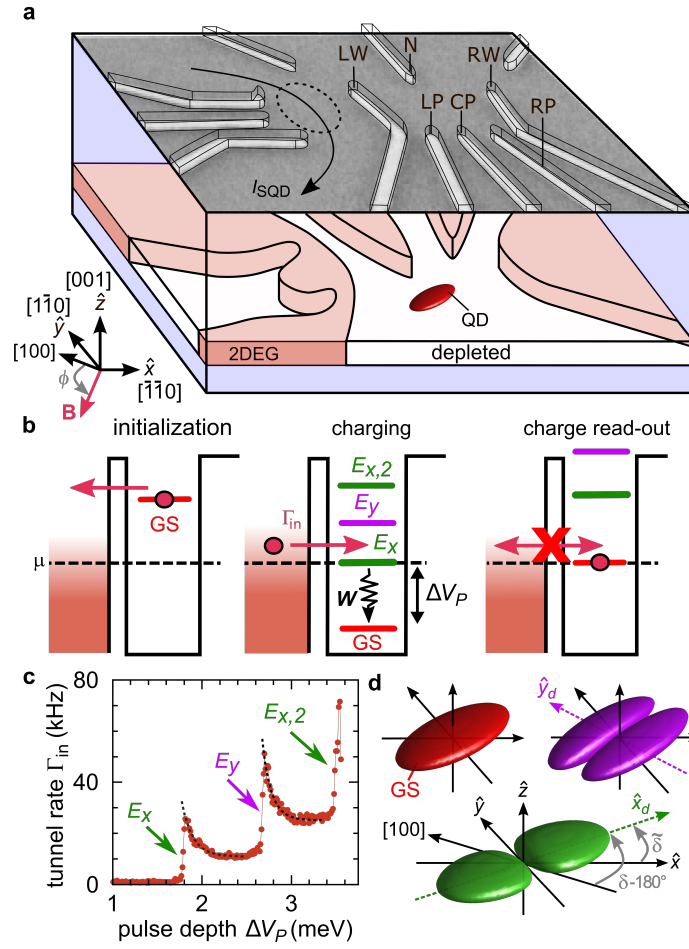 a
LW
N
RW
LP
CP
RP
I_SQD
QD
2DEG
depleted
[001]
ẑ
[11̄0]
ŷ
[100]
x̂
ϕ
B
[1̄1̄0]
b
initialization
charging
charge read-out
E_x,2
E_y
Γ_in
E_x
GS
μ
W
ΔV_P
GS
c
80
40
0
tunnel rate Γ_in (kHz)
E_x
E_y
E_x,2
1
2
3
pulse depth ΔV_P (meV)
d
ŷ_d
GS
ẑ
ŷ
x̂_d
[100]
δ̃
x̂
δ-180°